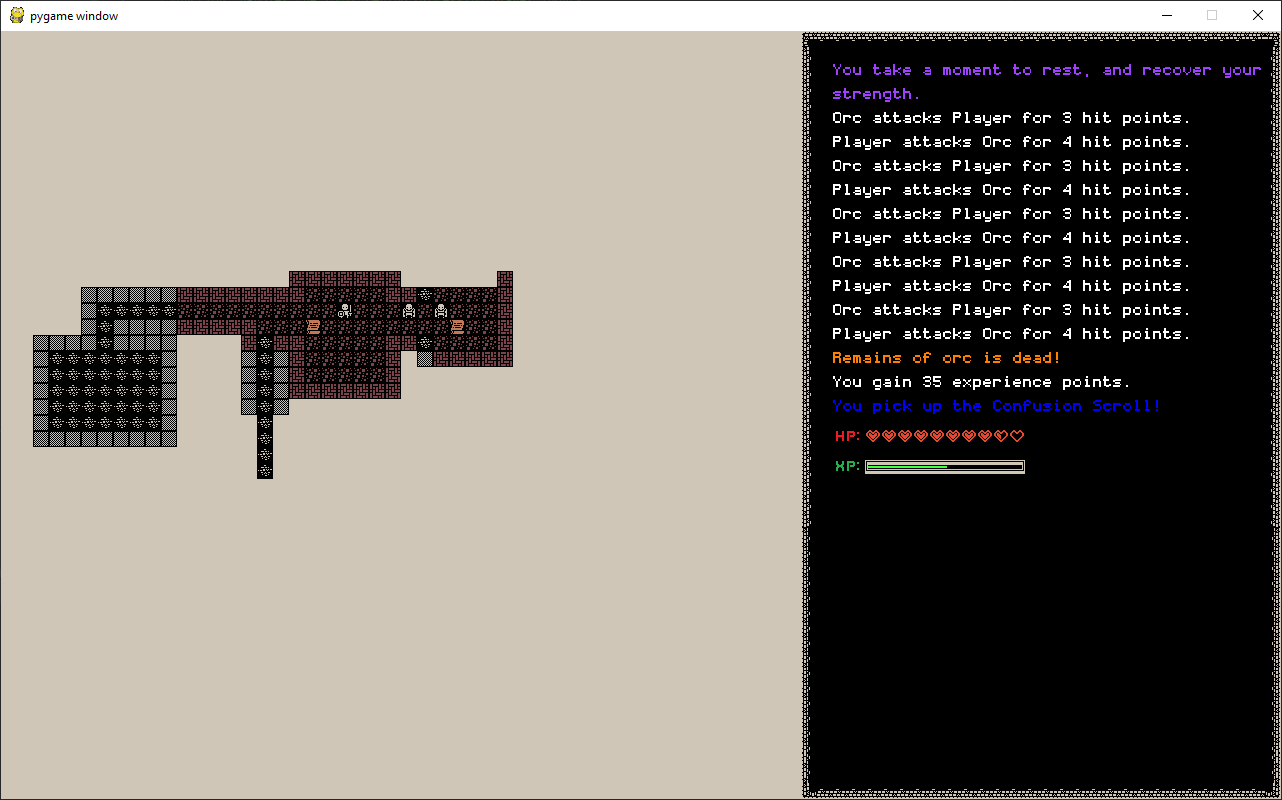 pygame window
You take a moment to rest, and recover your
strength.
Orc attacks Player for 3 hit points.
Player attacks Orc for 4 hit points.
Orc attacks Player for 3 hit points.
Player attacks Orc for 4 hit points.
Orc attacks Player for 3 hit points.
Player attacks Orc for 4 hit points.
Orc attacks Player for 3 hit points.
Player attacks Orc for 4 hit points.
Orc attacks Player for 3 hit points.
Player attacks Orc for 4 hit points.
Remains of orc is dead!
You gain 35 experience points.
You pick up the Confusion Scroll!
HP:
XP: